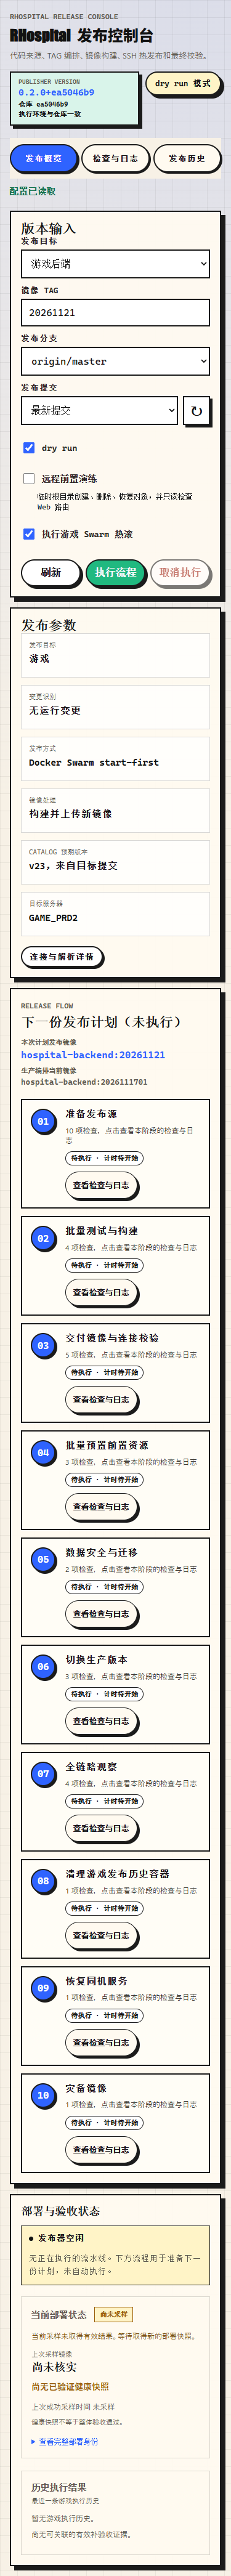 RHOSPITAL RELEASE CONSOLE
RHospital 发布控制台
代码来源、TAG 编排、镜像构建、SSH 热发布和最终校验。
PUBLISHER VERSION
0.2.0+ea5046b9
仓库 ea5046b9
执行环境与仓库一致
dry run 模式
发布概览
检查与日志
发布历史
配置已读取
版本输入
发布目标
游戏后端
镜像 TAG
20261121
发布分支
origin/master
发布提交
最新提交
↻
dry run
远程前置演练
临时根目录创建、删除、恢复对象，并只读检查
Web 路由
执行游戏 Swarm 热滚
刷新
执行流程
取消执行
发布参数
发布目标
游戏
变更识别
无运行变更
发布方式
Docker Swarm start-first
镜像处理
构建并上传新镜像
CATALOG 预期版本
v23，来自目标提交
目标服务器
GAME_PRD2
连接与解析详情
RELEASE FLOW
下一份发布计划（未执行）
本次计划发布镜像
hospital-backend:20261121
生产编排当前镜像
hospital-backend:2026111701
01
准备发布源
10 项检查，点击查看本阶段的检查与日
志
待执行 · 计时待开始
查看检查与日志
02
批量测试与构建
4 项检查，点击查看本阶段的检查与日志
待执行 · 计时待开始
查看检查与日志
03
交付镜像与连接校验
5 项检查，点击查看本阶段的检查与日志
待执行 · 计时待开始
查看检查与日志
04
批量预置前置资源
3 项检查，点击查看本阶段的检查与日志
待执行 · 计时待开始
查看检查与日志
05
数据安全与迁移
2 项检查，点击查看本阶段的检查与日志
待执行 · 计时待开始
查看检查与日志
06
切换生产版本
3 项检查，点击查看本阶段的检查与日志
待执行 · 计时待开始
查看检查与日志
07
全链路观察
4 项检查，点击查看本阶段的检查与日志
待执行 · 计时待开始
查看检查与日志
08
清理游戏发布历史容器
1 项检查，点击查看本阶段的检查与日志
待执行 · 计时待开始
查看检查与日志
09
恢复同机服务
1 项检查，点击查看本阶段的检查与日志
待执行 · 计时待开始
查看检查与日志
10
灾备镜像
1 项检查，点击查看本阶段的检查与日志
待执行 · 计时待开始
查看检查与日志
部署与验收状态
● 发布器空闲
无正在执行的流水线。下方流程用于准备下一
份计划，未自动执行。
当前部署状态 尚未采样
当前采样未取得有效结果，等待取得新的部署快照。
上次采样镜像
尚未核实
尚无已验证健康快照
上次成功采样时间 未采样
健康快照不等于整体验收通过。
▶ 查看完整部署身份
历史执行结果
最近一条游戏执行历史
暂无游戏执行历史。
尚无可关联的有效补验收证据。